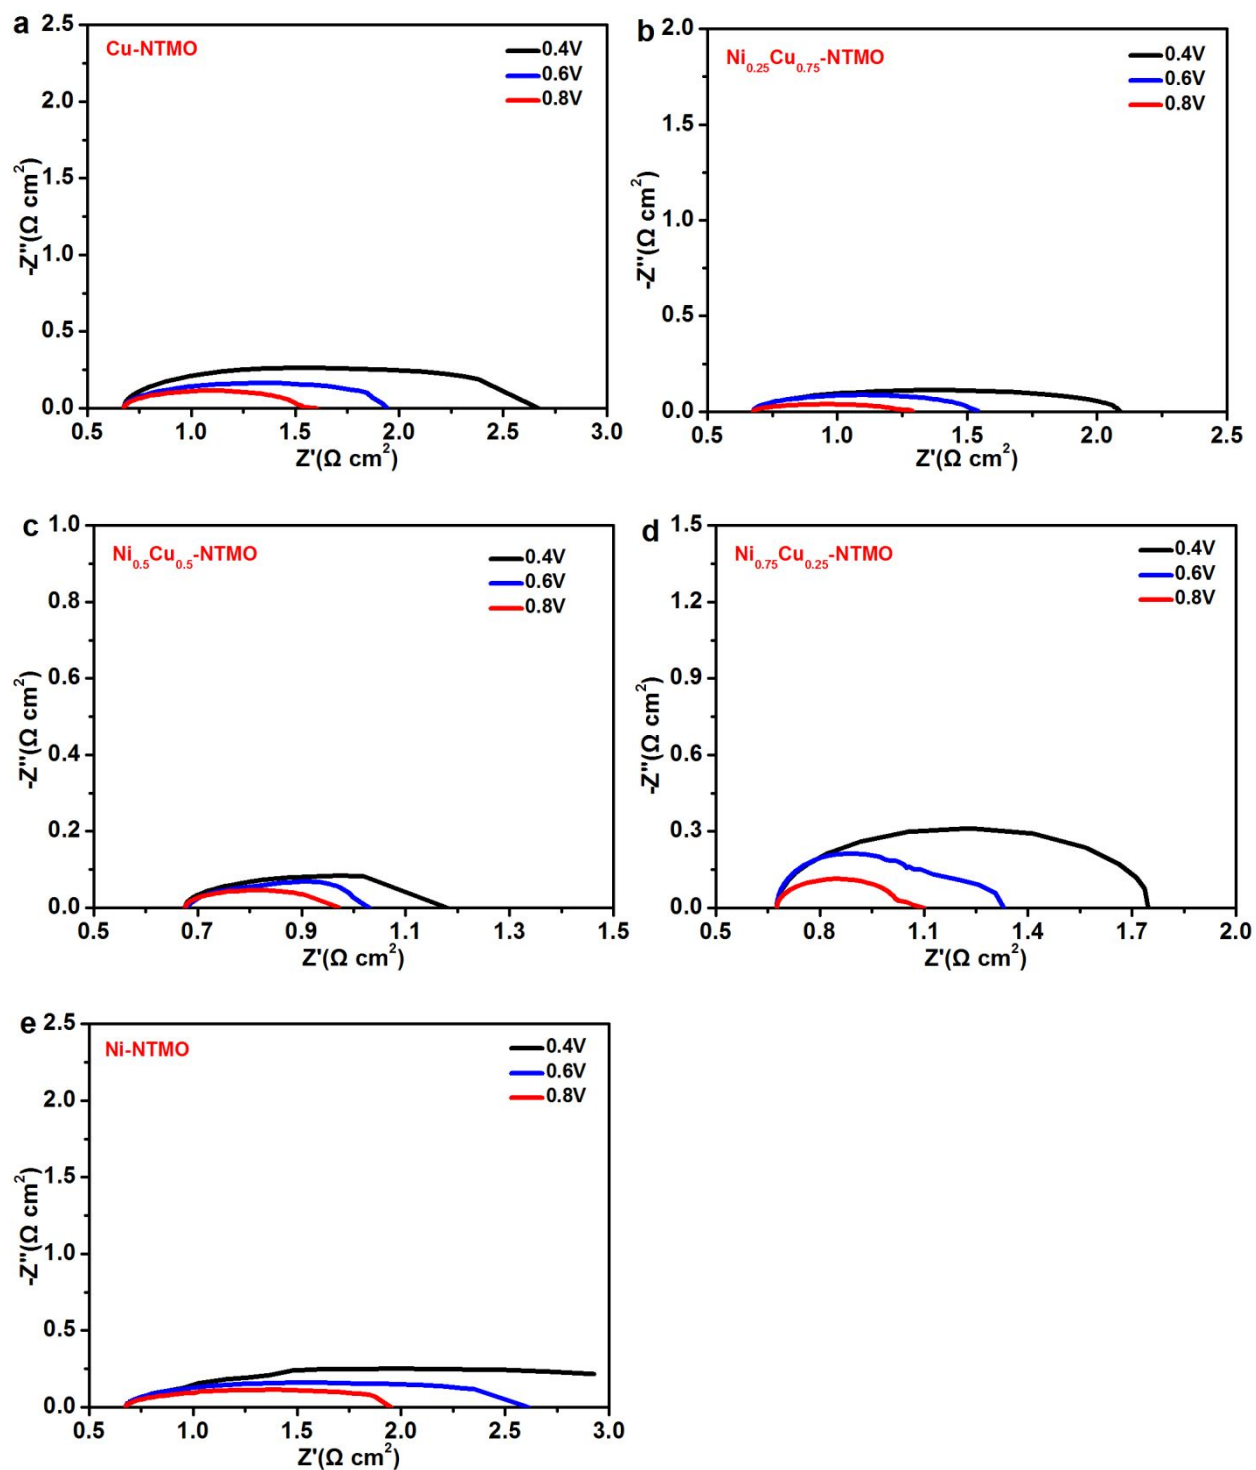 a
Cu-NTMO
0.4V
0.6V
0.8V
2.5
2.0
1.5
1.0
0.5
0.0
-Z''(Ω cm²)
0.5 1.0 1.5 2.0 2.5 3.0
Z'(Ω cm²)
b
Ni₀.₂₅Cu₀.₇₅-NTMO
0.4V
0.6V
0.8V
2.0
1.5
1.0
0.5
0.0
-Z''(Ω cm²)
0.5 1.0 1.5 2.0 2.5
Z'(Ω cm²)
c
Ni₀.₅Cu₀.₅-NTMO
0.4V
0.6V
0.8V
1.0
0.8
0.6
0.4
0.2
0.0
-Z''(Ω cm²)
0.5 0.7 0.9 1.1 1.3 1.5
Z'(Ω cm²)
d
Ni₀.₇₅Cu₀.₂₅-NTMO
0.4V
0.6V
0.8V
1.5
1.2
0.9
0.6
0.3
0.0
-Z''(Ω cm²)
0.5 0.8 1.1 1.4 1.7 2.0
Z'(Ω cm²)
e
Ni-NTMO
0.4V
0.6V
0.8V
2.5
2.0
1.5
1.0
0.5
0.0
-Z''(Ω cm²)
0.5 1.0 1.5 2.0 2.5 3.0
Z'(Ω cm²)